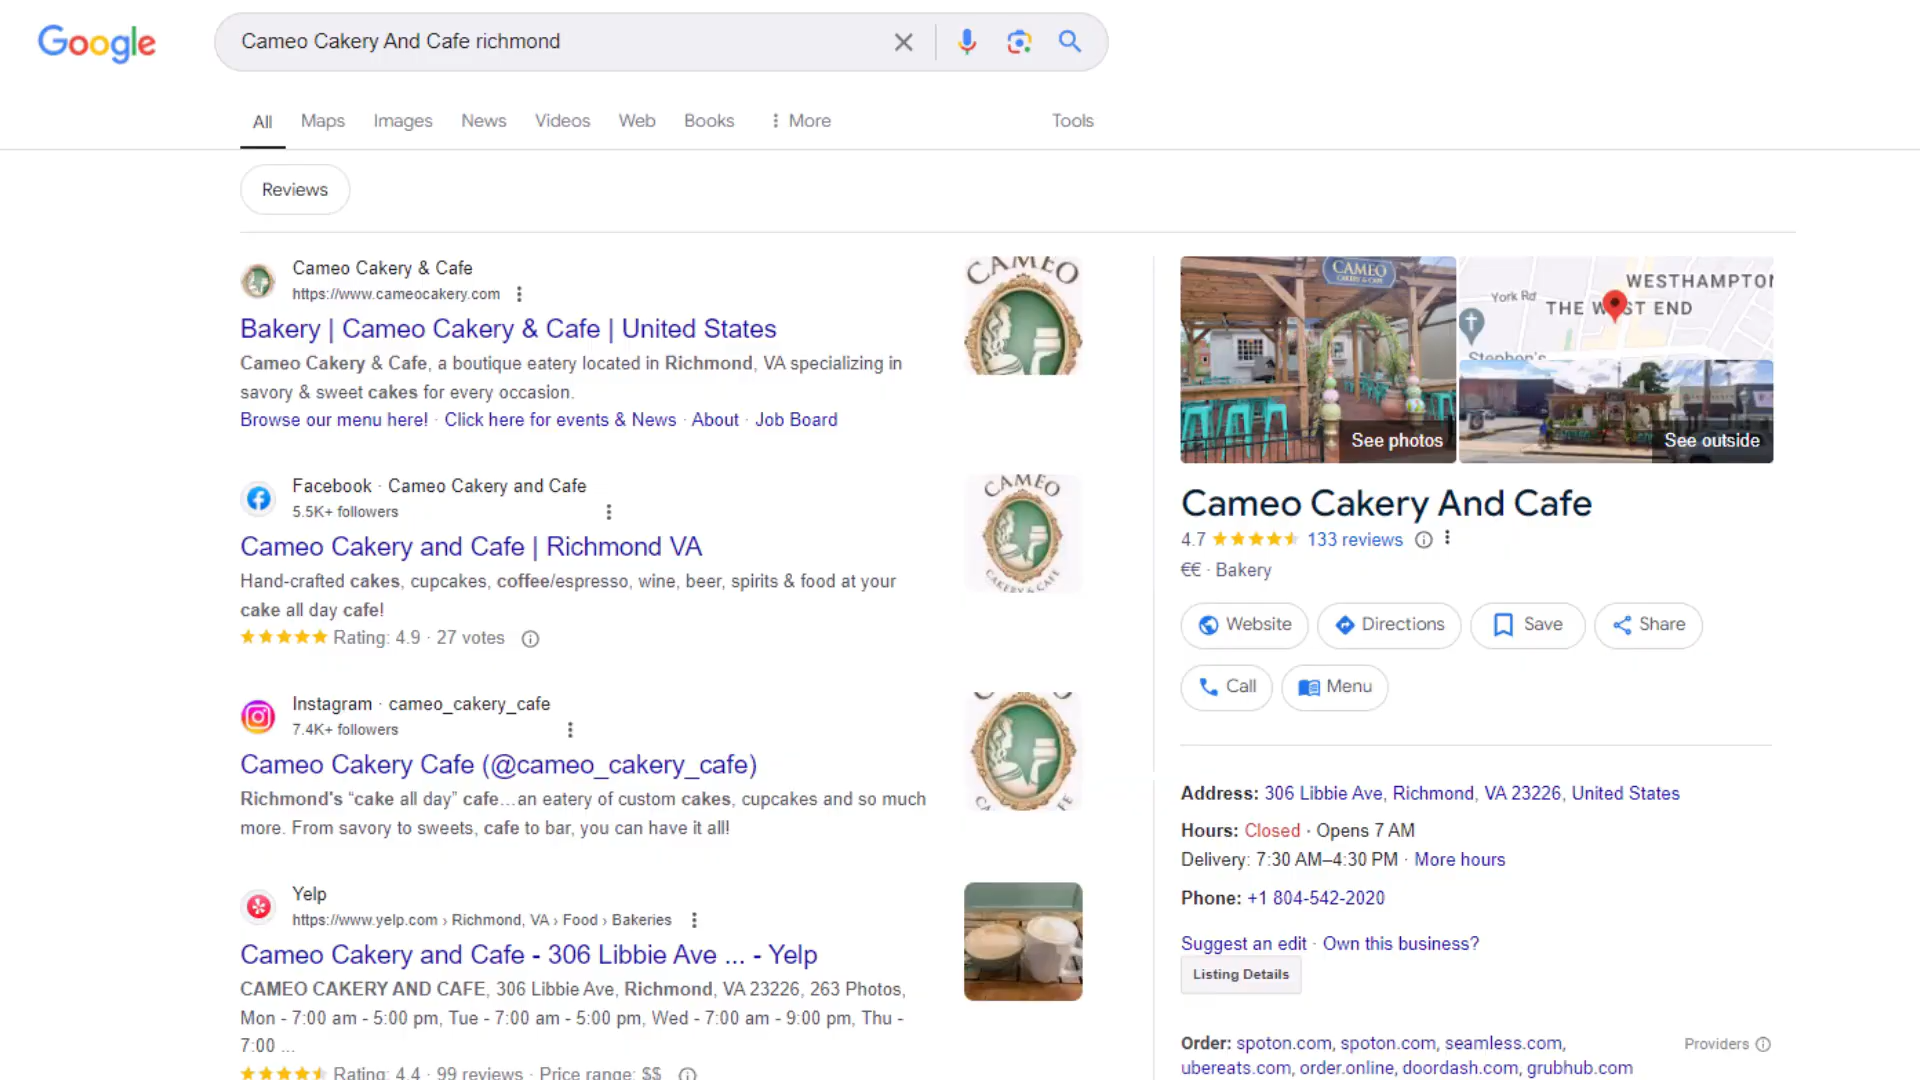 Google
Cameo Cakery And Cafe richmond
All
Maps
Images
News
Videos
Web
Books
More
Tools
Reviews
Cameo Cakery & Cafe
https://www.cameocakery.com
Bakery | Cameo Cakery & Cafe | United States
Cameo Cakery & Cafe, a boutique eatery located in Richmond, VA specializing in
savory & sweet cakes for every occasion.
Browse our menu here! · Click here for events & News · About · Job Board
CAMEO
Facebook · Cameo Cakery and Cafe
5.5K+ followers
Cameo Cakery and Cafe | Richmond VA
Hand-crafted cakes, cupcakes, coffee/espresso, wine, beer, spirits & food at your
cake all day cafe!
Rating: 4.9 · 27 votes
CAMEO
CAKERY & CAFE
Instagram · cameo_cakery_cafe
7.4K+ followers
Cameo Cakery Cafe (@cameo_cakery_cafe)
Richmond's “cake all day” cafe...an eatery of custom cakes, cupcakes and so much
more. From savory to sweets, cafe to bar, you can have it all!
Yelp
https://www.yelp.com › Richmond, VA › Food › Bakeries
Cameo Cakery and Cafe - 306 Libbie Ave ... - Yelp
CAMEO CAKERY AND CAFE, 306 Libbie Ave, Richmond, VA 23226, 263 Photos,
Mon - 7:00 am - 5:00 pm, Tue - 7:00 am - 5:00 pm, Wed - 7:00 am - 9:00 pm, Thu -
7:00 ...
Rating: 4.4 · 99 reviews · Price range: $$
CAMEO
CAKERY & CAFE
See photos
WESTHAMPTON
York Rd
THE WEST END
Stephen's
See outside
Cameo Cakery And Cafe
4.7
133 reviews
€€ · Bakery
Website
Directions
Save
Share
Call
Menu
Address: 306 Libbie Ave, Richmond, VA 23226, United States
Hours: Closed · Opens 7 AM
Delivery: 7:30 AM–4:30 PM · More hours
Phone: +1 804-542-2020
Suggest an edit · Own this business?
Listing Details
Order: spoton.com, spoton.com, seamless.com,
ubereats.com, order.online, doordash.com, grubhub.com
Providers